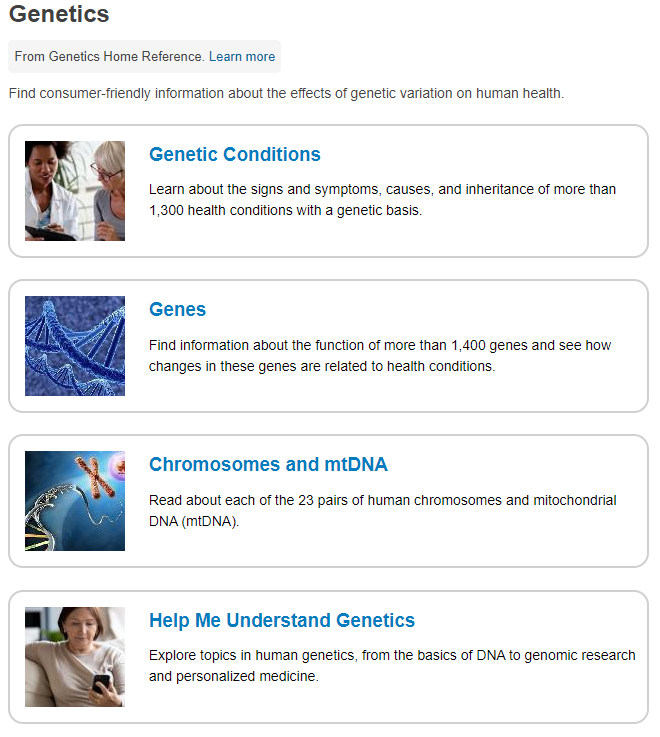 Genetics
From Genetics Home Reference. Learn more
Find consumer-friendly information about the effects of genetic variation on human health.
Genetic Conditions
Learn about the signs and symptoms, causes, and inheritance of more than
1,300 health conditions with a genetic basis.
Genes
Find information about the function of more than 1,400 genes and see how
changes in these genes are related to health conditions.
Chromosomes and mtDNA
Read about each of the 23 pairs of human chromosomes and mitochondrial
DNA (mtDNA).
Help Me Understand Genetics
Explore topics in human genetics, from the basics of DNA to genomic research
and personalized medicine.